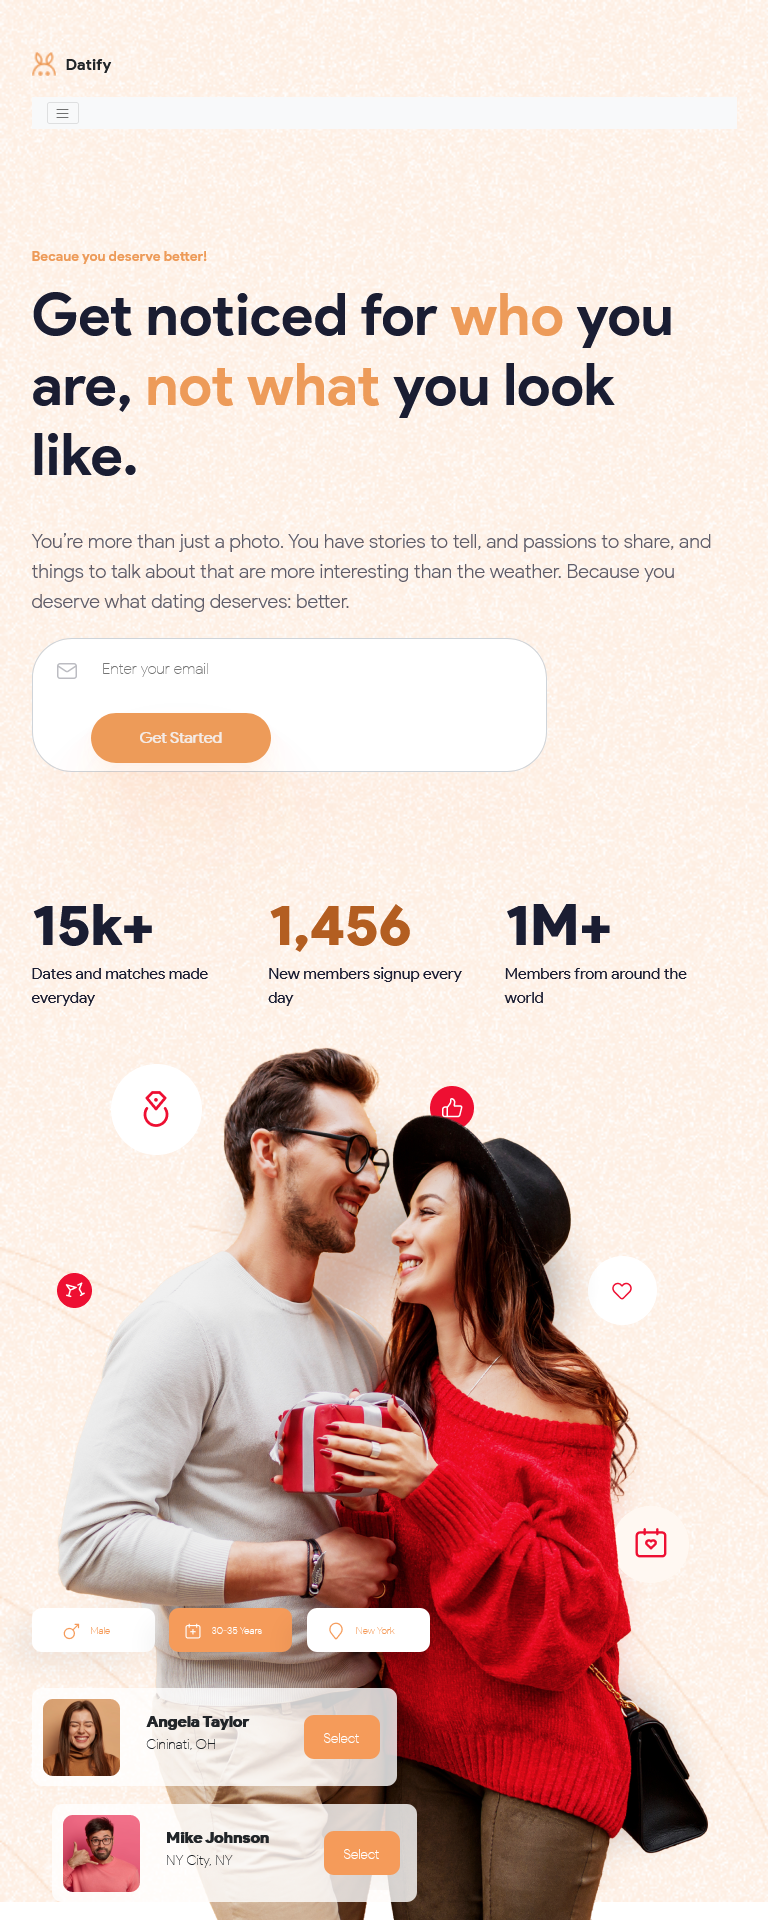 Datify
Becaue you deserve better!
Get noticed for who you
are, not what you look
like.
You’re more than just a photo. You have stories to tell, and passions to share, and
things to talk about that are more interesting than the weather. Because you
deserve what dating deserves: better.
Enter your email
Get Started
15k+
Dates and matches made
everyday
1,456
New members signup every
day
1M+
Members from around the
world
Male
30-35 Years
New York
Angela Taylor
Cininati, OH
Select
Mike Johnson
NY City, NY
Select